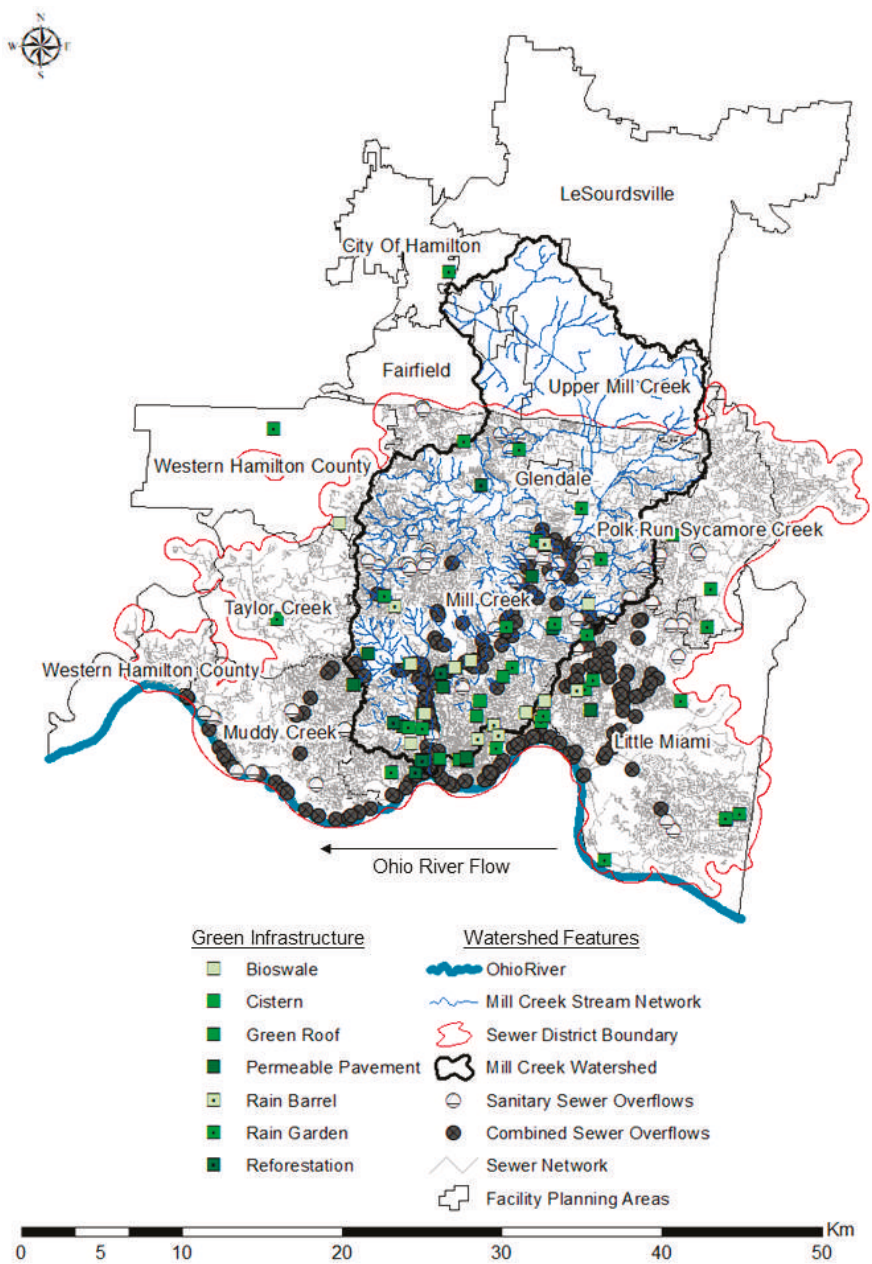 N
W
E
S
LeSourdsville
City Of Hamilton
Fairfield
Upper Mill Creek
Western Hamilton County
Glendale
Polk Run Sycamore Creek
Taylor Creek
Mill Creek
Western Hamilton County
Muddy Creek
Little Miami
Ohio River Flow
Green Infrastructure
Bioswale
Cistern
Green Roof
Permeable Pavement
Rain Barrel
Rain Garden
Reforestation
Watershed Features
OhioRiver
Mill Creek Stream Network
Sewer District Boundary
Mill Creek Watershed
Sanitary Sewer Overflows
Combined Sewer Overflows
Sewer Network
Facility Planning Areas
Km
0 5 10 20 30 40 50